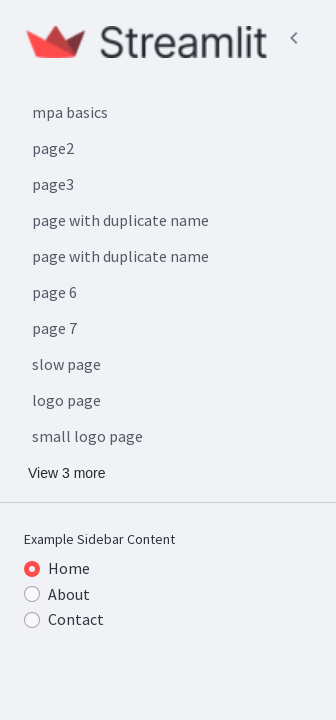 Streamlit
mpa basics
page2
page3
page with duplicate name
page with duplicate name
page 6
page 7
slow page
logo page
small logo page
View 3 more
Example Sidebar Content
Home
About
Contact